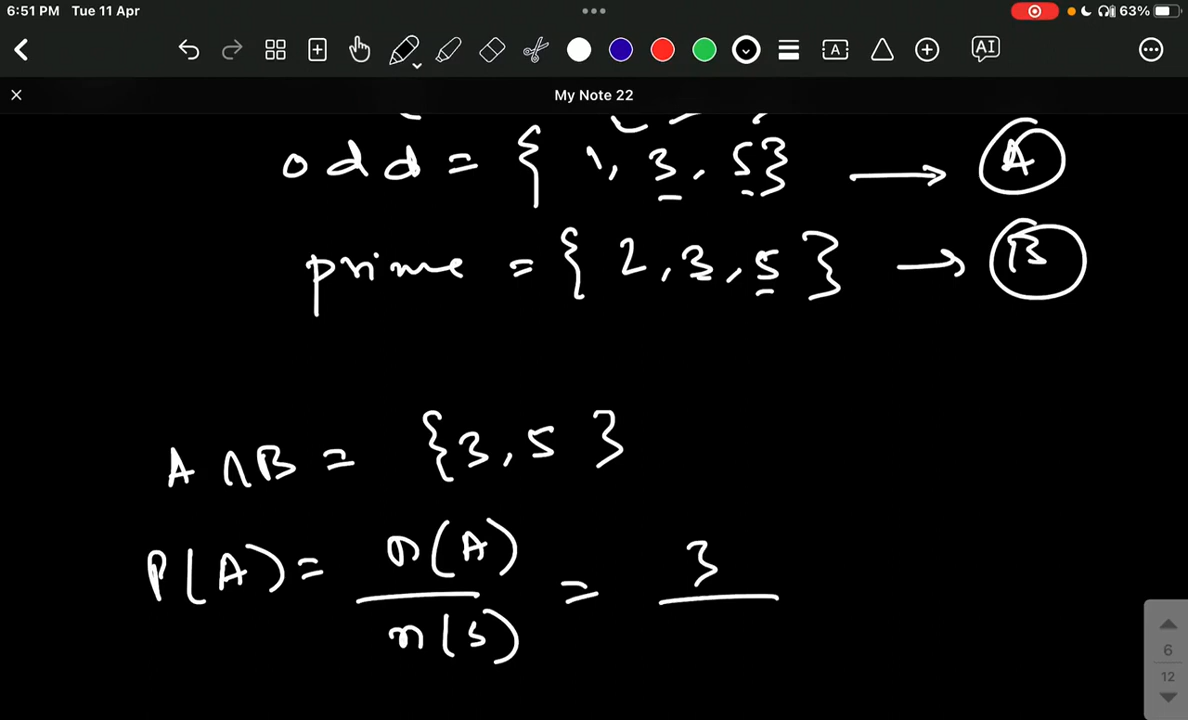 6:51 PM Tue 11 Apr
63%
A
AI
My Note 22
odd = { 1, 3, 5} → A
prime = { 2, 3, 5 } → B
A ∩ B = {3, 5 }
P(A) = n(A) / n(S) = 3
6
12